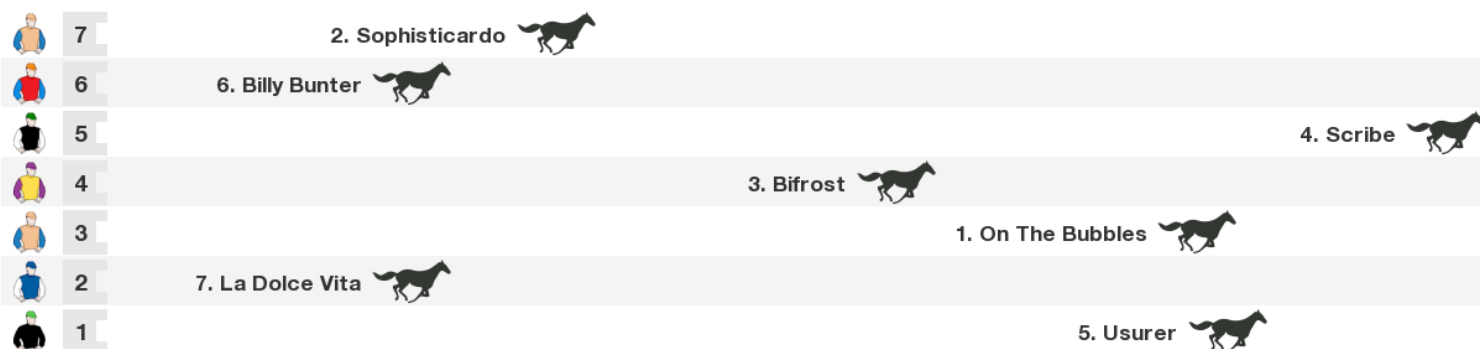 7 2. Sophisticardo
6 6. Billy Bunter
5 4. Scribe
4 3. Bifrost
3 1. On The Bubbles
2 7. La Dolce Vita
1 5. Usurer